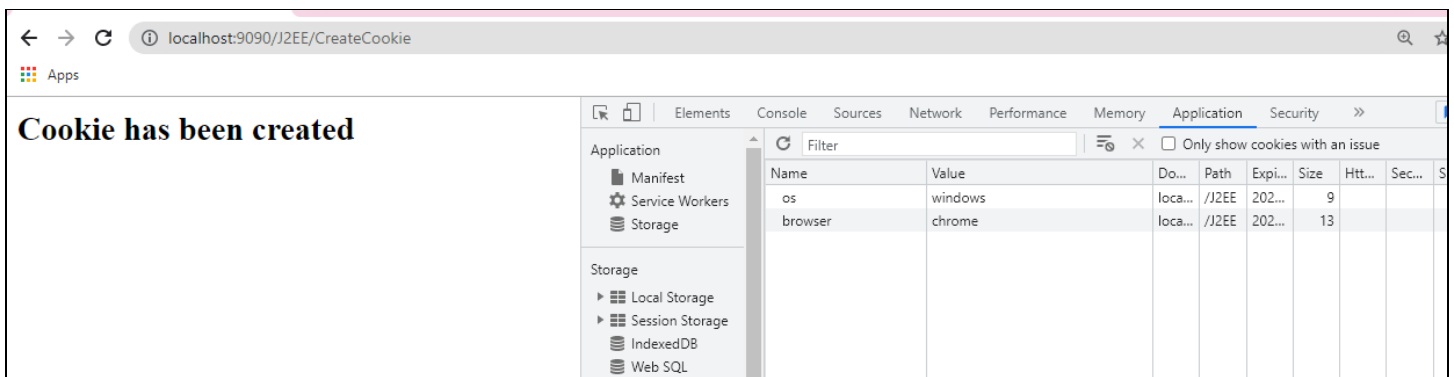 localhost:9090/J2EE/CreateCookie
Apps
Cookie has been created
Elements Console Sources Network Performance Memory Application Security »
Application
Manifest
Service Workers
Storage
Storage
Local Storage
Session Storage
IndexedDB
Web SQL
Filter
Only show cookies with an issue
Name Value Do... Path Expi... Size Htt... Sec... S
os windows loca... /J2EE 202... 9
browser chrome loca... /J2EE 202... 13